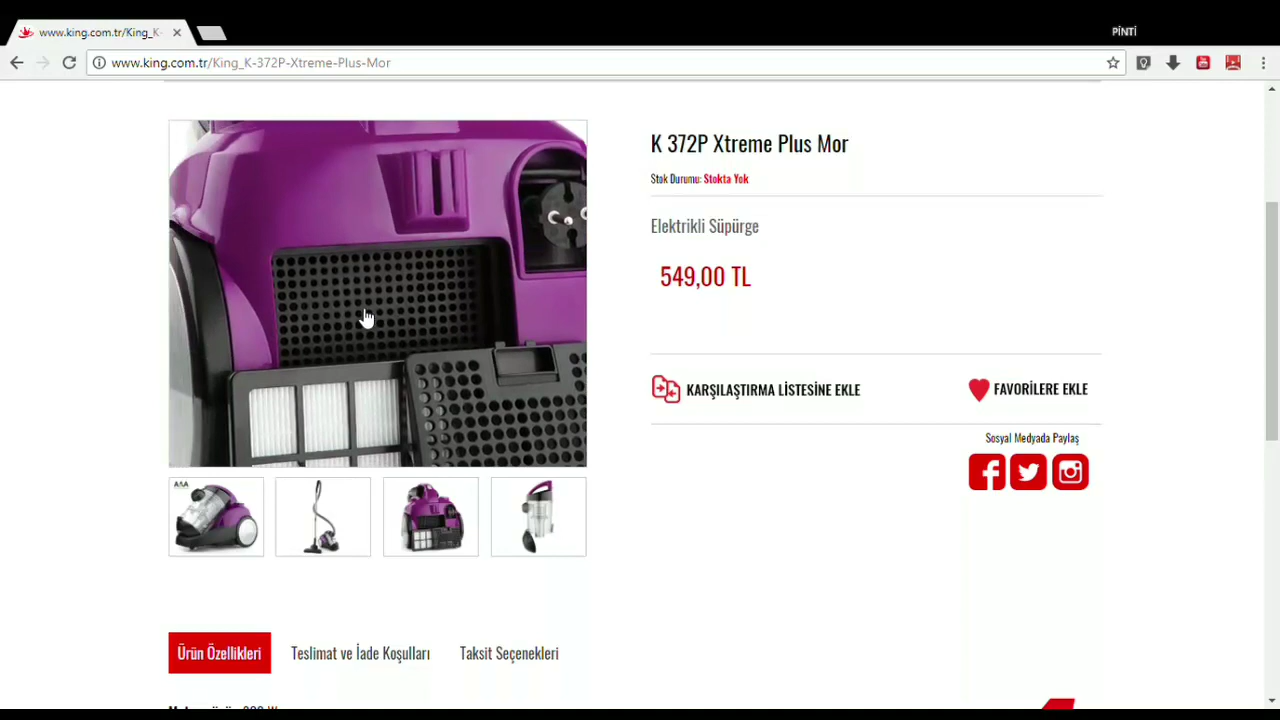 www.king.com.tr/King_K-
PİNTİ
www.king.com.tr/King_K-372P-Xtreme-Plus-Mor
K 372P Xtreme Plus Mor
Stok Durumu: Stokta Yok
Elektrikli Süpürge
549,00 TL
KARŞILAŞTIRMA LİSTESİNE EKLE
FAVORİLERE EKLE
Sosyal Medyada Paylaş
AAA
Ürün Özellikleri
Teslimat ve İade Koşulları
Taksit Seçenekleri